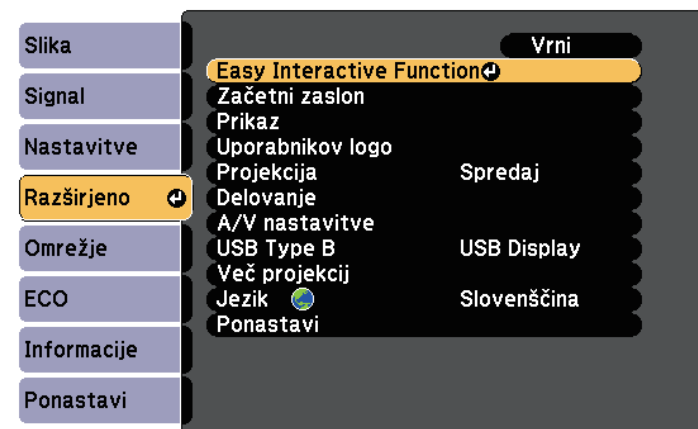 Slika
Signal
Nastavitve
Razširjeno
Omrežje
ECO
Informacije
Ponastavi
Vrni
Easy Interactive Function
Začetni zaslon
Prikaz
Uporabnikov logo
Projekcija Spredaj
Delovanje
A/V nastavitve
USB Type B USB Display
Več projekcij
Jezik Slovenščina
Ponastavi